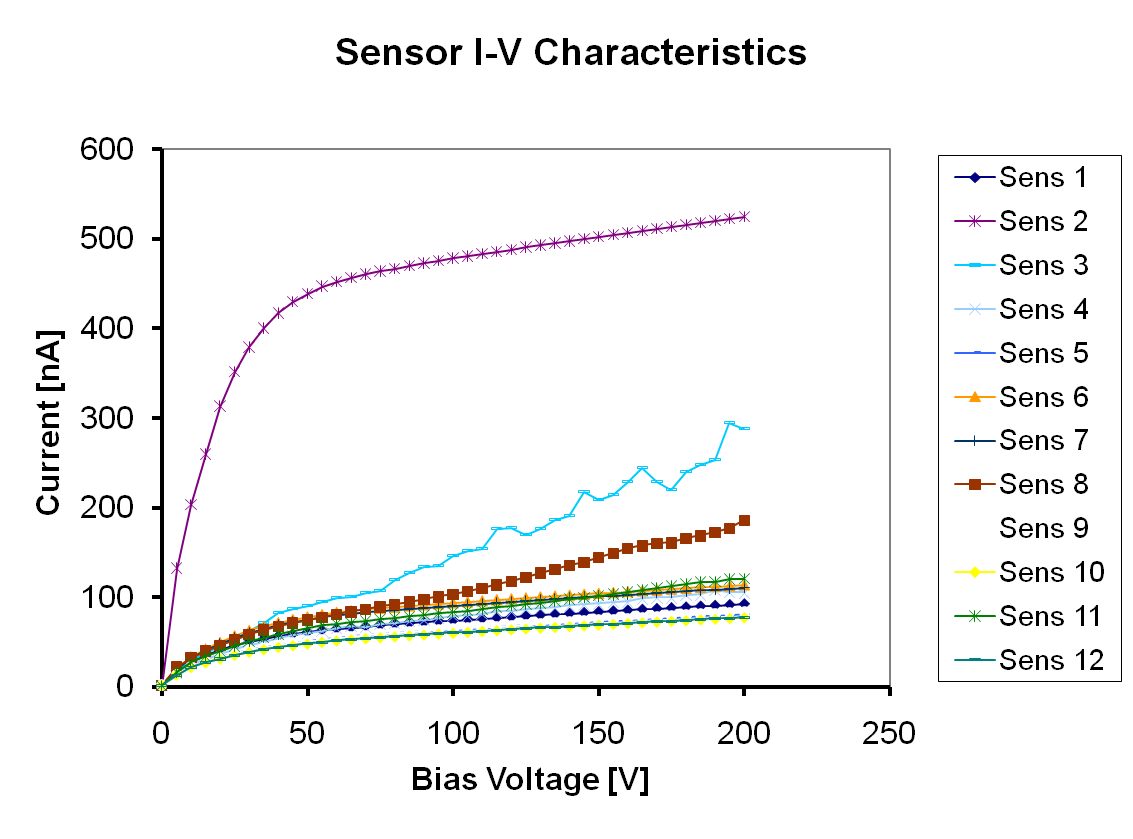 Sensor I-V Characteristics
600
500
400
300
200
100
0
Current [nA]
0 50 100 150 200 250
Bias Voltage [V]
Sens 1
Sens 2
Sens 3
Sens 4
Sens 5
Sens 6
Sens 7
Sens 8
Sens 9
Sens 10
Sens 11
Sens 12